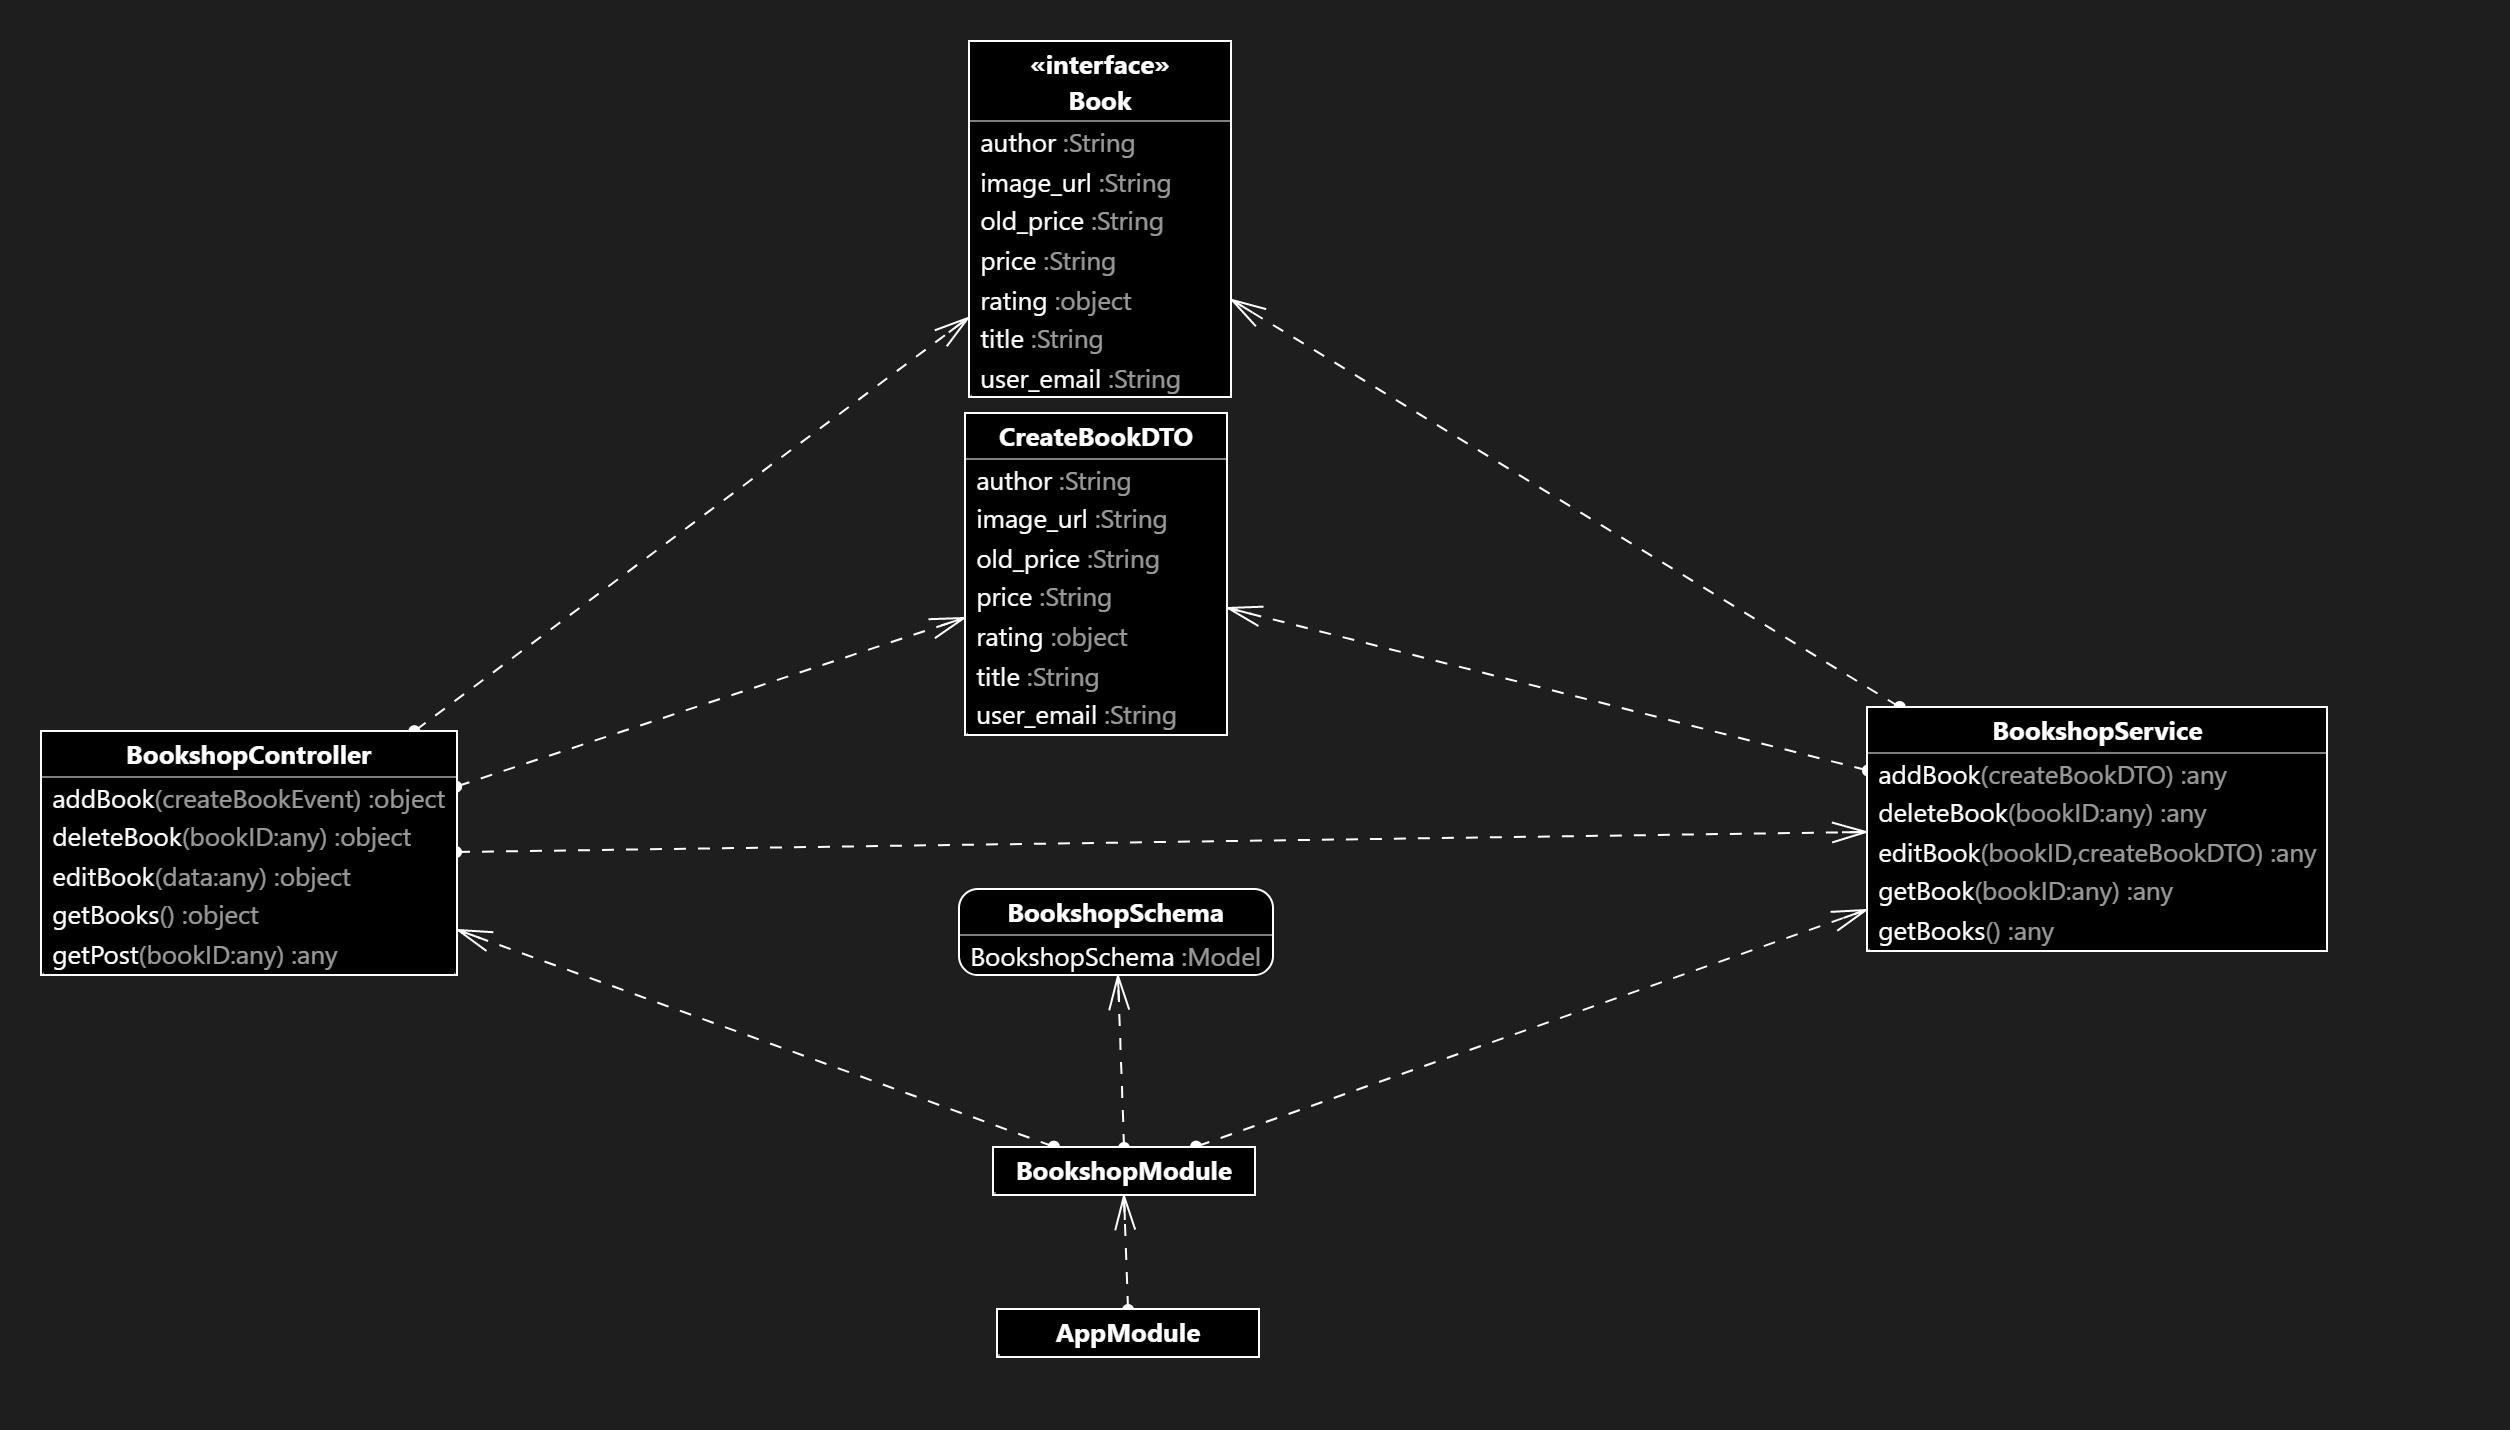 «interface»
Book
author :String
image_url :String
old_price :String
price :String
rating :object
title :String
user_email :String
CreateBookDTO
author :String
image_url :String
old_price :String
price :String
rating :object
title :String
user_email :String
BookshopController
addBook(createBookEvent) :object
deleteBook(bookID:any) :object
editBook(data:any) :object
getBooks() :object
getPost(bookID:any) :any
BookshopService
addBook(createBookDTO) :any
deleteBook(bookID:any) :any
editBook(bookID,createBookDTO) :any
getBook(bookID:any) :any
getBooks() :any
BookshopSchema
BookshopSchema :Model
BookshopModule
AppModule